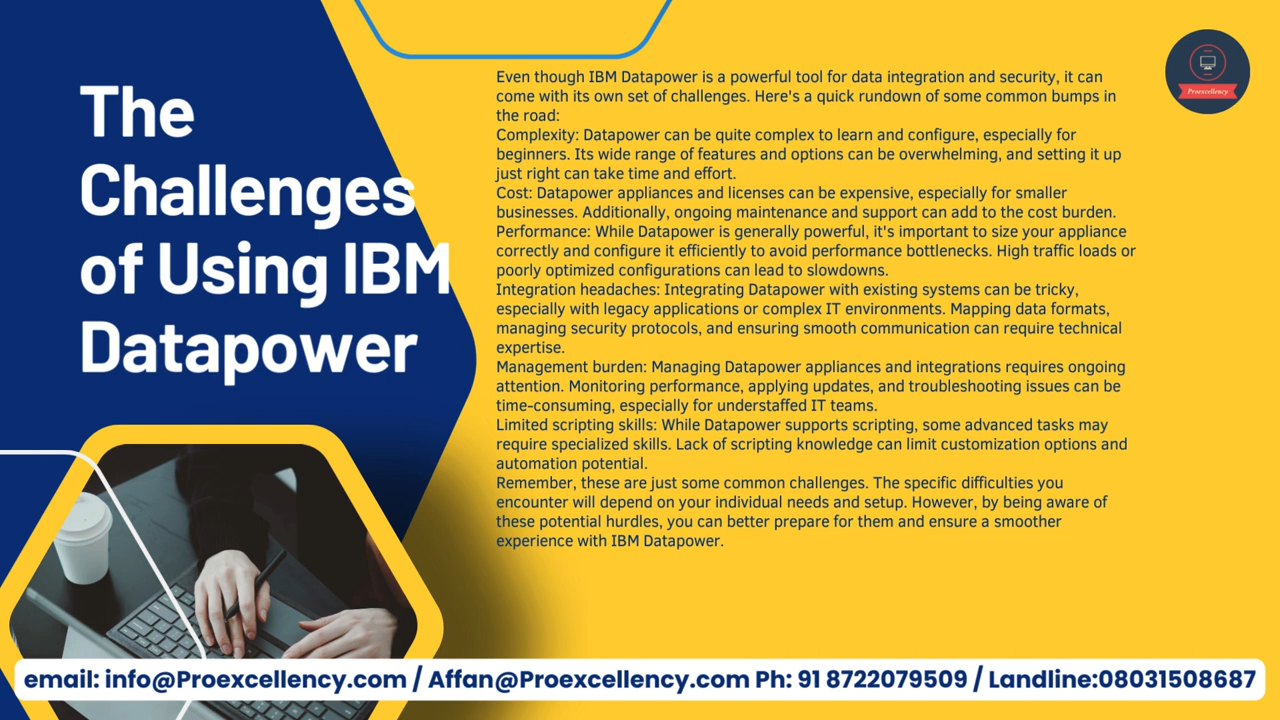 The
Challenges
of Using IBM
Datapower
Even though IBM Datapower is a powerful tool for data integration and security, it can
come with its own set of challenges. Here's a quick rundown of some common bumps in
the road:
Complexity: Datapower can be quite complex to learn and configure, especially for
beginners. Its wide range of features and options can be overwhelming, and setting it up
just right can take time and effort.
Cost: Datapower appliances and licenses can be expensive, especially for smaller
businesses. Additionally, ongoing maintenance and support can add to the cost burden.
Performance: While Datapower is generally powerful, it's important to size your appliance
correctly and configure it efficiently to avoid performance bottlenecks. High traffic loads or
poorly optimized configurations can lead to slowdowns.
Integration headaches: Integrating Datapower with existing systems can be tricky,
especially with legacy applications or complex IT environments. Mapping data formats,
managing security protocols, and ensuring smooth communication can require technical
expertise.
Management burden: Managing Datapower appliances and integrations requires ongoing
attention. Monitoring performance, applying updates, and troubleshooting issues can be
time-consuming, especially for understaffed IT teams.
Limited scripting skills: While Datapower supports scripting, some advanced tasks may
require specialized skills. Lack of scripting knowledge can limit customization options and
automation potential.
Remember, these are just some common challenges. The specific difficulties you
encounter will depend on your individual needs and setup. However, by being aware of
these potential hurdles, you can better prepare for them and ensure a smoother
experience with IBM Datapower.
Proexcellency
email: info@Proexcellency.com / Affan@Proexcellency.com Ph: 91 8722079509 / Landline:08031508687